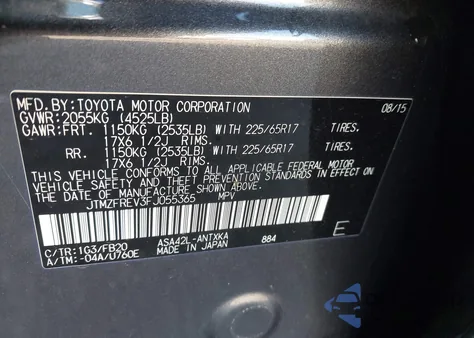 MFD. BY: TOYOTA MOTOR CORPORATION 08/15
GVWR: 2055KG (4525LB)
GAWR: FRT. 1150KG (2535LB) WITH 225/65R17 TIRES.
17X6 1/2J RIMS.
RR. 1150KG (2535LB) WITH 225/65R17 TIRES.
17X6 1/2J RIMS.
THIS VEHICLE CONFORMS TO ALL APPLICABLE FEDERAL MOTOR
VEHICLE SAFETY AND THEFT PREVENTION STANDARDS IN EFFECT ON
THE DATE OF MANUFACTURE SHOWN ABOVE.
JTMZFREV3FJ055365 MPV
C/TR: 1G3/FB20 ASA42L-ANTXKA 884
A/TM: -04A/U760E MADE IN JAPAN E